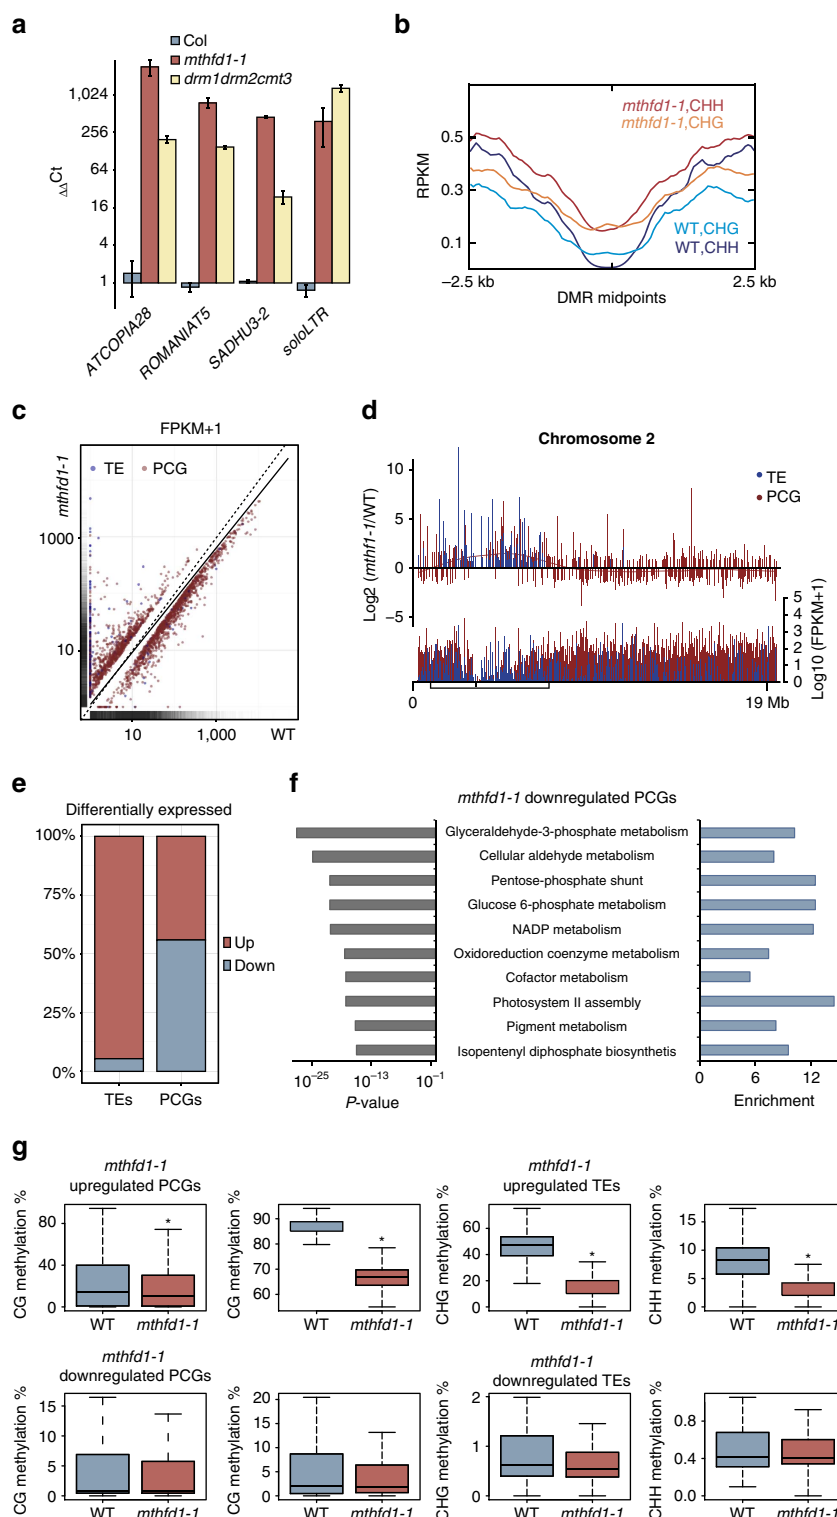 a
Col
mthfd1-1
drm1drm2cmt3
1,024
256
64
16
4
1
ΔΔCt
ATCOPIA28
ROMANIAT5
SADHU3-2
soloLTR
b
mthfd1-1,CHH
mthfd1-1,CHG
0.5
0.3
0.1
RPKM
WT,CHG
WT,CHH
−2.5 kb
2.5 kb
DMR midpoints
c
FPKM+1
mthfd1-1
TE
PCG
1000
10
10
1,000
WT
d
Chromosome 2
10
5
0
−5
Log2 (mthf1-1/WT)
TE
PCG
5
4
3
2
1
0
Log10 (FPKM+1)
0
19 Mb
e
Differentially expressed
100%
75%
50%
25%
0%
Up
Down
TEs
PCGs
f
mthfd1-1 downregulated PCGs
Glyceraldehyde-3-phosphate metabolism
Cellular aldehyde metabolism
Pentose-phosphate shunt
Glucose 6-phosphate metabolism
NADP metabolism
Oxidoreduction coenzyme metabolism
Cofactor metabolism
Photosystem II assembly
Pigment metabolism
Isopentenyl diphosphate biosynthetis
10−25
10−13
10−1
P-value
0
6
12
Enrichment
g
mthfd1-1
upregulated PCGs
CG methylation %
80
40
0
*
WT
mthfd1-1
CG methylation %
90
80
70
60
*
WT
mthfd1-1
mthfd1-1
upregulated TEs
CHG methylation %
60
40
20
0
*
WT
mthfd1-1
CHH methylation %
15
10
5
0
*
WT
mthfd1-1
mthfd1-1
downregulated PCGs
CG methylation %
15
10
5
0
WT
mthfd1-1
CG methylation %
20
15
10
5
0
WT
mthfd1-1
mthfd1-1
downregulated TEs
CHG methylation %
2
1
0
WT
mthfd1-1
CHH methylation %
0.8
0.4
0.0
WT
mthfd1-1